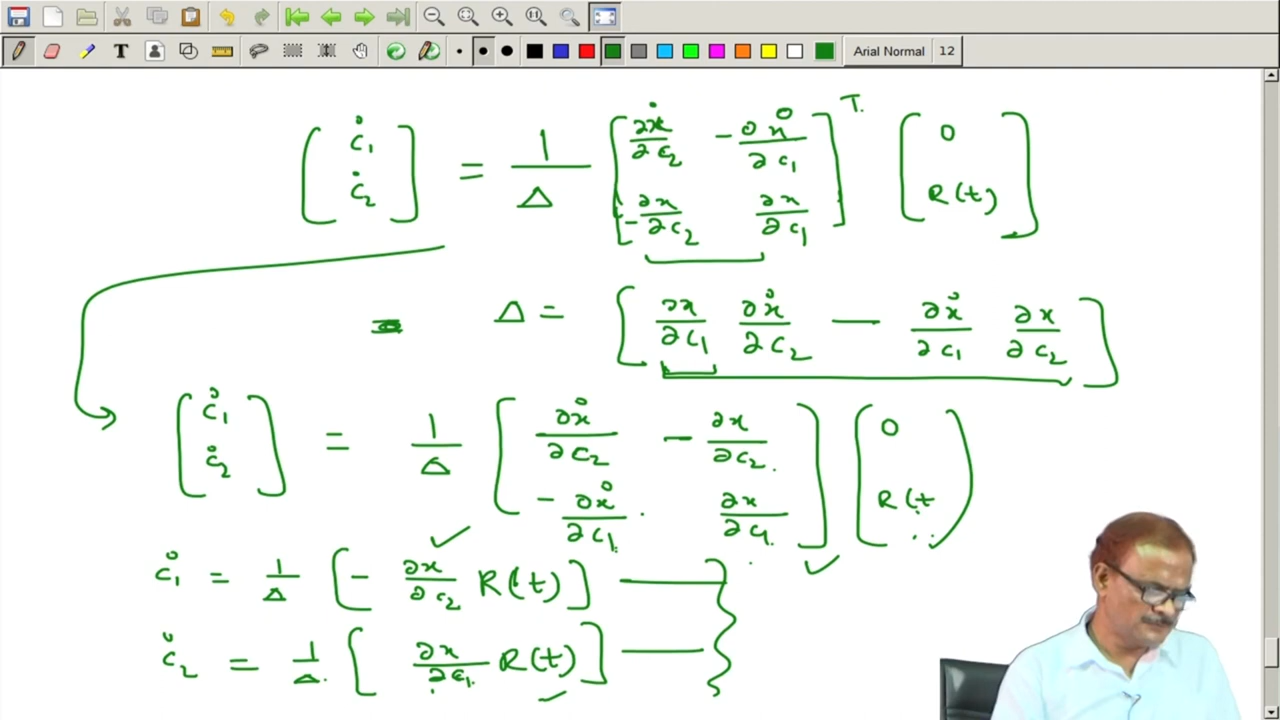 T Arial Normal 12
[ċ₁ ċ₂] = 1/Δ [∂ẋ/∂c₂ -∂ẋ/∂c₁ -∂x/∂c₂ ∂x/∂c₁]ᵀ [0 R(t)]
Δ = [∂x/∂c₁ ∂ẋ/∂c₂ — ∂ẋ/∂c₁ ∂x/∂c₂]
[ċ₁ ċ₂] = 1/Δ [∂ẋ/∂c₂ -∂x/∂c₂ -∂ẋ/∂c₁ ∂x/∂c₁] [0 R(t)
ċ₁ = 1/Δ [- ∂x/∂c₂ R(t)]
ċ₂ = 1/Δ [∂x/∂c₁ R(t)]